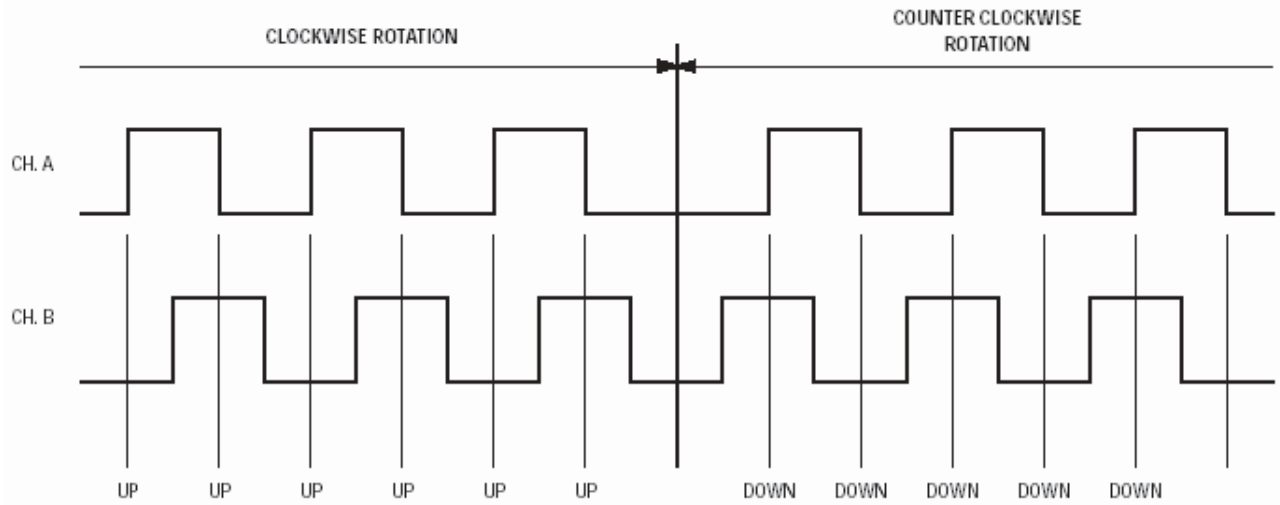 CLOCKWISE ROTATION
COUNTER CLOCKWISE
ROTATION
CH. A
CH. B
UP UP UP UP UP UP DOWN DOWN DOWN DOWN DOWN